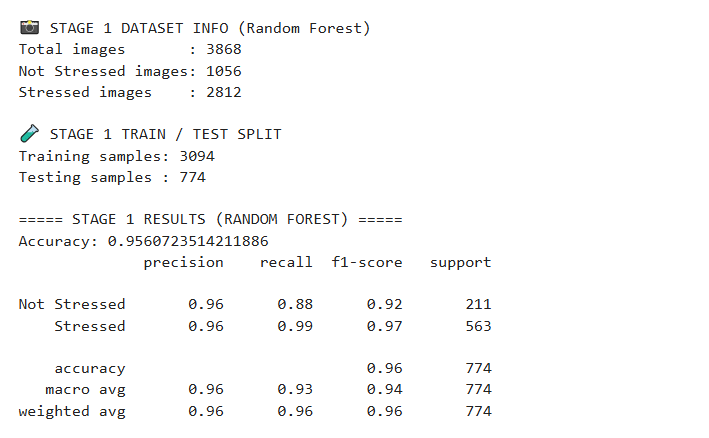 📷 STAGE 1 DATASET INFO (Random Forest)
Total images       : 3868
Not Stressed images: 1056
Stressed images    : 2812
🧪 STAGE 1 TRAIN / TEST SPLIT
Training samples: 3094
Testing samples : 774
===== STAGE 1 RESULTS (RANDOM FOREST) =====
Accuracy: 0.9560723514211886
              precision    recall  f1-score   support
Not Stressed       0.96      0.88      0.92       211
    Stressed       0.96      0.99      0.97       563
    accuracy                           0.96       774
   macro avg       0.96      0.93      0.94       774
weighted avg       0.96      0.96      0.96       774